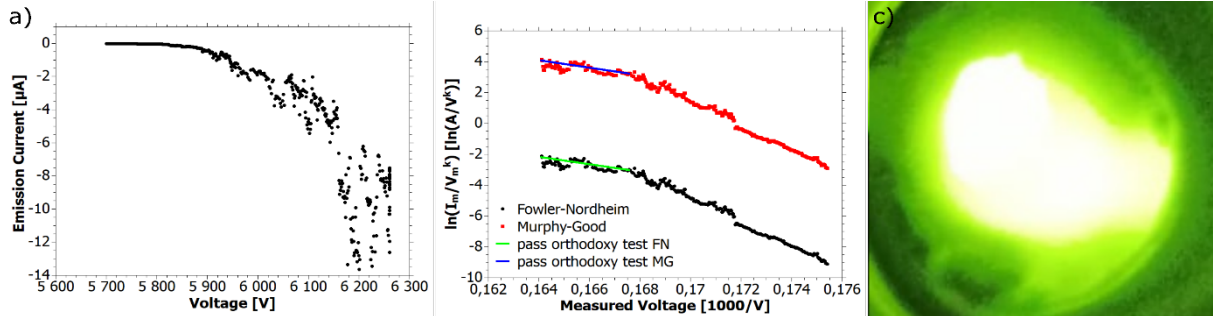 a)
0
-2
-4
-6
-8
-10
-12
-14
Emission Current [µA]
5 600 5 700 5 800 5 900 6 000 6 100 6 200 6 300
Voltage [V]
6
4
2
0
-2
-4
-6
-8
-10
ln(Iₘ/Vₘᵏ) [ln(A/Vᵏ)]
Fowler-Nordheim
Murphy-Good
pass orthodoxy test FN
pass orthodoxy test MG
0,162 0,164 0,166 0,168 0,17 0,172 0,174 0,176
Measured Voltage [1000/V]
c)